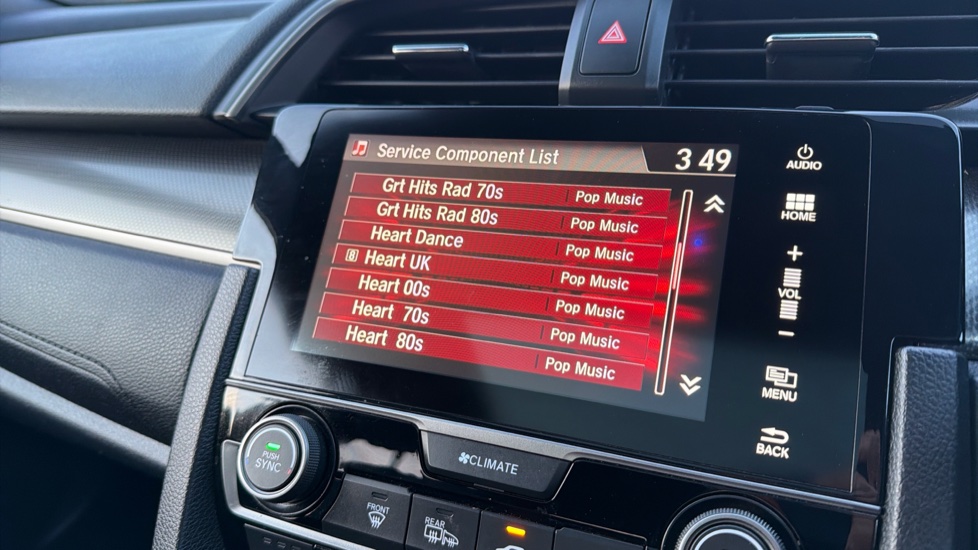 Service Component List 3 49
Grt Hits Rad 70s Pop Music
Grt Hits Rad 80s Pop Music
Heart Dance Pop Music
8 Heart UK Pop Music
Heart 00s Pop Music
Heart 70s Pop Music
Heart 80s Pop Music
AUDIO
HOME
+
VOL
−
MENU
BACK
PUSH
SYNC
CLIMATE
FRONT
REAR